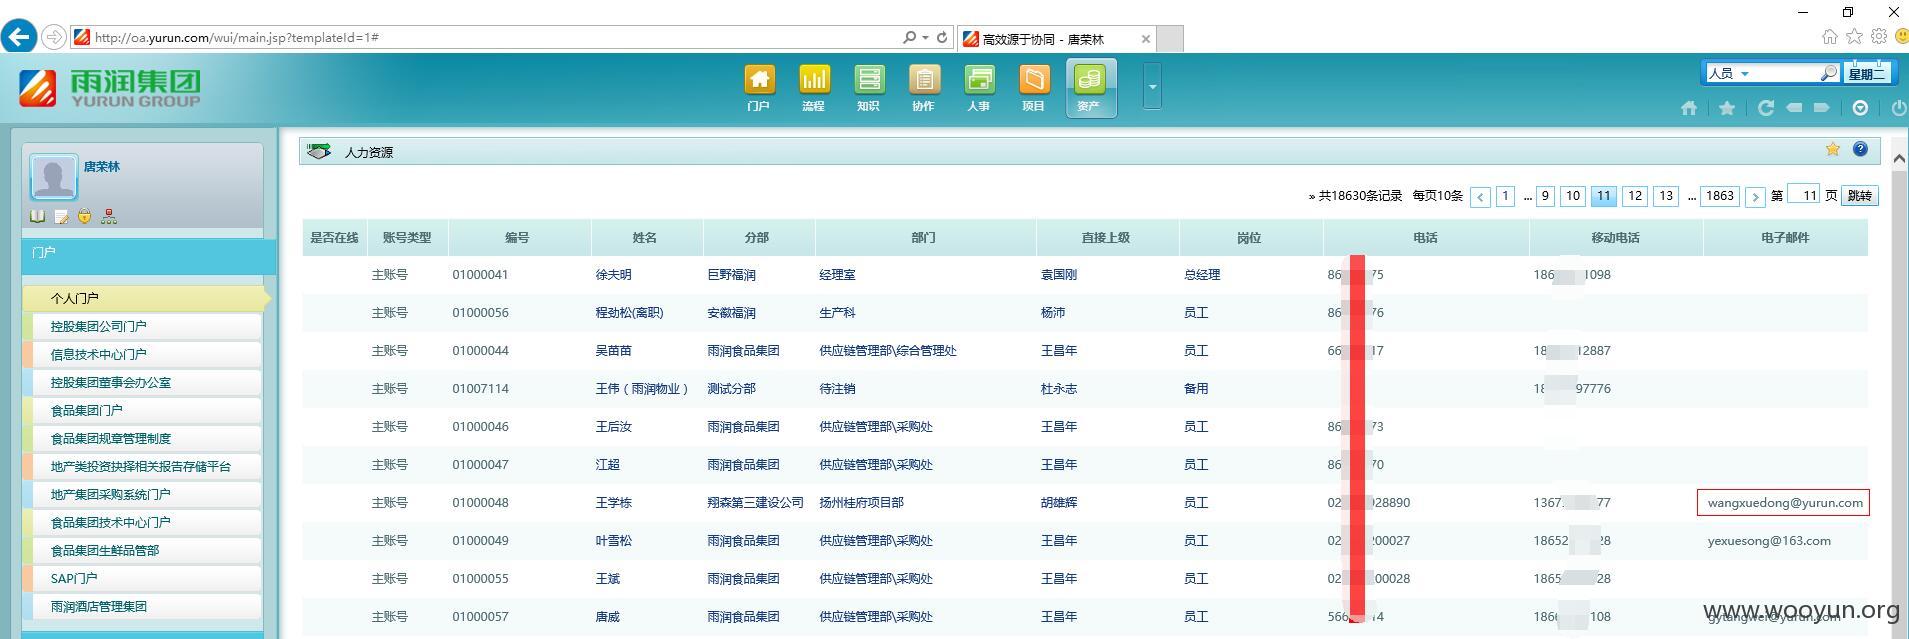 http://oa.yurun.com/wui/main.jsp?templateId=1#
高效源于协同 - 唐荣林
雨润集团
YURUN GROUP
门户 流程 知识 协作 人事 项目 资产
人员 星期二
唐荣林
门户
个人门户
控股集团公司门户
信息技术中心门户
控股集团董事会办公室
食品集团门户
食品集团规章管理制度
地产类投资抉择相关报告存储平台
地产集团采购系统门户
食品集团技术中心门户
食品集团生鲜品管部
SAP门户
雨润酒店管理集团
人力资源
» 共18630条记录 每页10条 < 1 ... 9 10 11 12 13 ... 1863 > 第 11 页 跳转
是否在线 账号类型 编号 姓名 分部 部门 直接上级 岗位 电话 移动电话 电子邮件
主账号 01000041 徐夫明 巨野福润 经理室 袁国刚 总经理 86 75 186 1098
主账号 01000056 程劲松(离职) 安徽福润 生产科 杨沛 员工 86 76
主账号 01000044 吴苗苗 雨润食品集团 供应链管理部\综合管理处 王昌年 员工 66 17 18 12887
主账号 01007114 王伟（雨润物业） 测试分部 待注销 杜永志 备用 18 97776
主账号 01000046 王后汝 雨润食品集团 供应链管理部\采购处 王昌年 员工 86 73
主账号 01000047 江超 雨润食品集团 供应链管理部\采购处 王昌年 员工 86 70
主账号 01000048 王学栋 翔森第三建设公司 扬州桂府项目部 胡雄辉 员工 02 028890 1367 77 wangxuedong@yurun.com
主账号 01000049 叶雪松 雨润食品集团 供应链管理部\采购处 王昌年 员工 02 200027 18652 28 yexuesong@163.com
主账号 01000055 王斌 雨润食品集团 供应链管理部\采购处 王昌年 员工 02 00028 1865 28
主账号 01000057 唐威 雨润食品集团 供应链管理部\采购处 王昌年 员工 566 14 186 108 gytangwei@yurun.com
www.wooyun.org